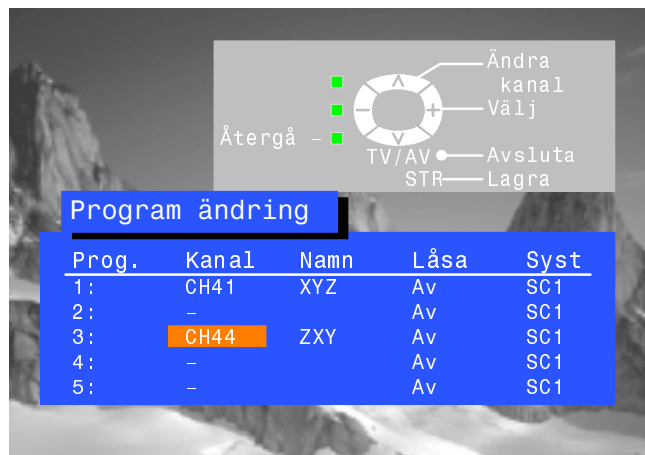 Ändra
kanal
Välj
Återgå –
TV/AV Avsluta
STR Lagra
Program ändring
Prog. Kanal Namn Låsa Syst
1: CH41 XYZ Av SC1
2: – Av SC1
3: CH44 ZXY Av SC1
4: – Av SC1
5: – Av SC1